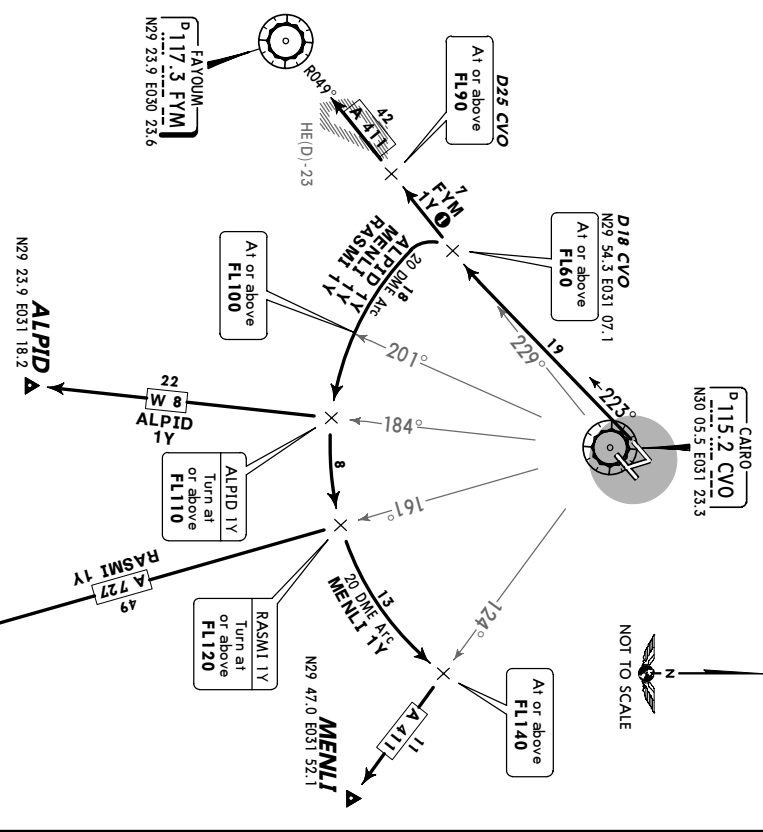 FAYOUM
D 117.3 FYM
N29 23.9 E030 23.6
R049°
42
A 411
HE(D)-23
D25 CVO
At or above
FL90
7
FYM
1Y 1
D18 CVO
N29 54.3 E031 07.1
At or above
FL60
19
223°
229°
CAIRO
D 115.2 CVO
N30 05.5 E031 23.3
18
20 DME Arc
ALPID 1Y
MENLI 1Y
RASMI 1Y
At or above
FL100
201°
184°
161°
124°
22
W 8
ALPID
1Y
ALPID
N29 23.9 E031 18.2
ALPID 1Y
Turn at
or above
FL110
8
RASMI 1Y
A 727
49
RASMI 1Y
Turn at
or above
FL120
13
20 DME Arc
MENLI 1Y
At or above
FL140
11
A 411
MENLI
N29 47.0 E031 52.1
N
NOT TO SCALE